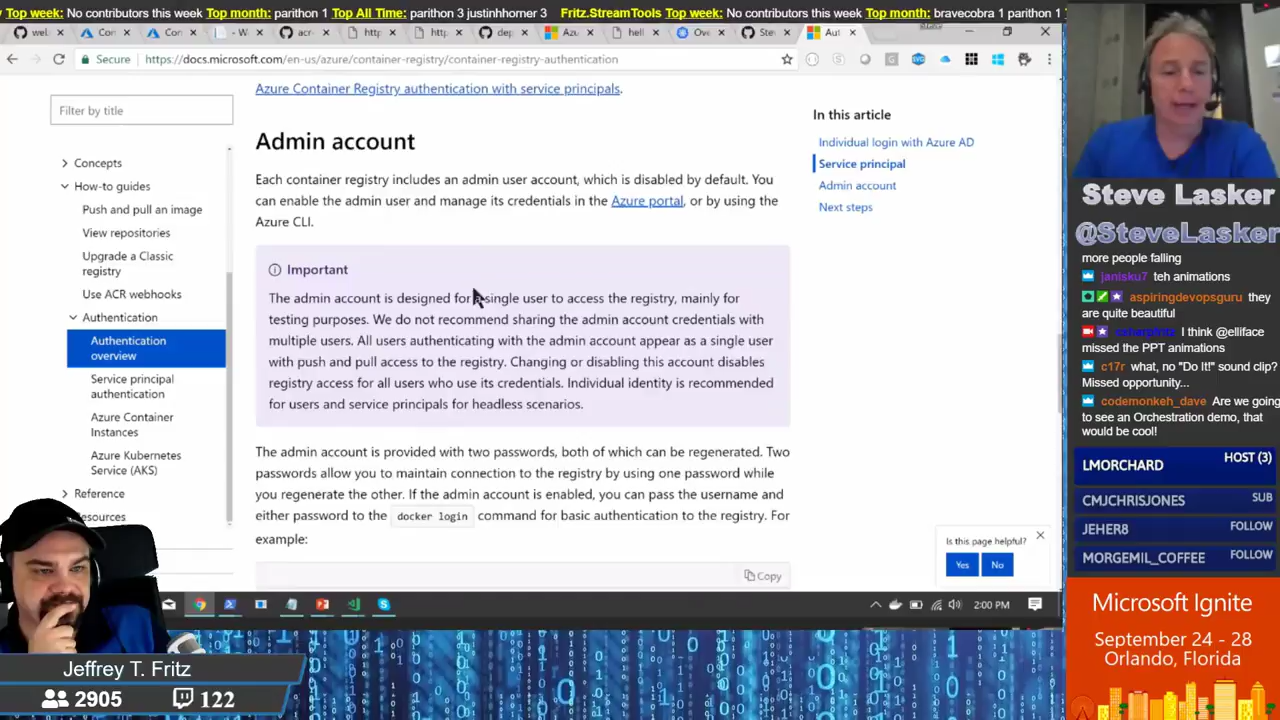 Top week: No contributors this week Top month: parithon 1 Top All Time: parithon 3 justinhhorner 3 Fritz.StreamTools Top week: No contributors this week Top month: bravecobra 1 parithon 1
https://docs.microsoft.com/en-us/azure/container-registry/container-registry-authentication
Secure
Azure Container Registry authentication with service principals.
Filter by title
Concepts
How-to guides
Push and pull an image
View repositories
Upgrade a Classic
registry
Use ACR webhooks
Authentication
Authentication
overview
Service principal
authentication
Azure Container
Instances
Azure Kubernetes
Service (AKS)
Reference
Admin account
Each container registry includes an admin user account, which is disabled by default. You
can enable the admin user and manage its credentials in the Azure portal, or by using the
Azure CLI.
Important
The admin account is designed for a single user to access the registry, mainly for
testing purposes. We do not recommend sharing the admin account credentials with
multiple users. All users authenticating with the admin account appear as a single user
with push and pull access to the registry. Changing or disabling this account disables
registry access for all users who use its credentials. Individual identity is recommended
for users and service principals for headless scenarios.
The admin account is provided with two passwords, both of which can be regenerated. Two
passwords allow you to maintain connection to the registry by using one password while
you regenerate the other. If the admin account is enabled, you can pass the username and
either password to the docker login command for basic authentication to the registry. For
example:
Copy
In this article
Individual login with Azure AD
Service principal
Admin account
Next steps
Is this page helpful?
Yes No
2:00 PM
Steve Lasker
@SteveLasker
more people falling
janisku7 teh animations
aspiringdevopsguru they
are quite beautiful
I think @elliface
missed the PPT animations
c17r what, no "Do It!" sound clip?
Missed opportunity...
codemonkeh_dave Are we going
to see an Orchestration demo, that
would be cool!
LMORCHARD HOST (3)
CMJCHRISJONES SUB
JEHER8 FOLLOW
MORGEMIL_COFFEE FOLLOW
Microsoft Ignite
September 24 - 28
Orlando, Florida
Jeffrey T. Fritz
2905 122